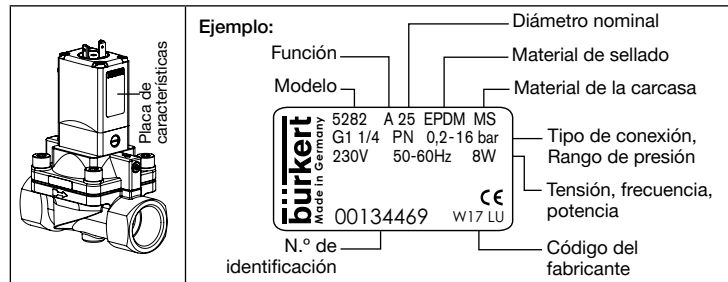 Placa de
características
Ejemplo:
Diámetro nominal
Función
Material de sellado
Modelo
Material de la carcasa
bürkert
Made in Germany
5282 A 25 EPDM MS
G1 1/4 PN 0,2-16 bar
230V 50-60Hz 8W
CE
00134469 W17 LU
Tipo de conexión,
Rango de presión
Tensión, frecuencia,
potencia
N.º de
identificación
Código del
fabricante